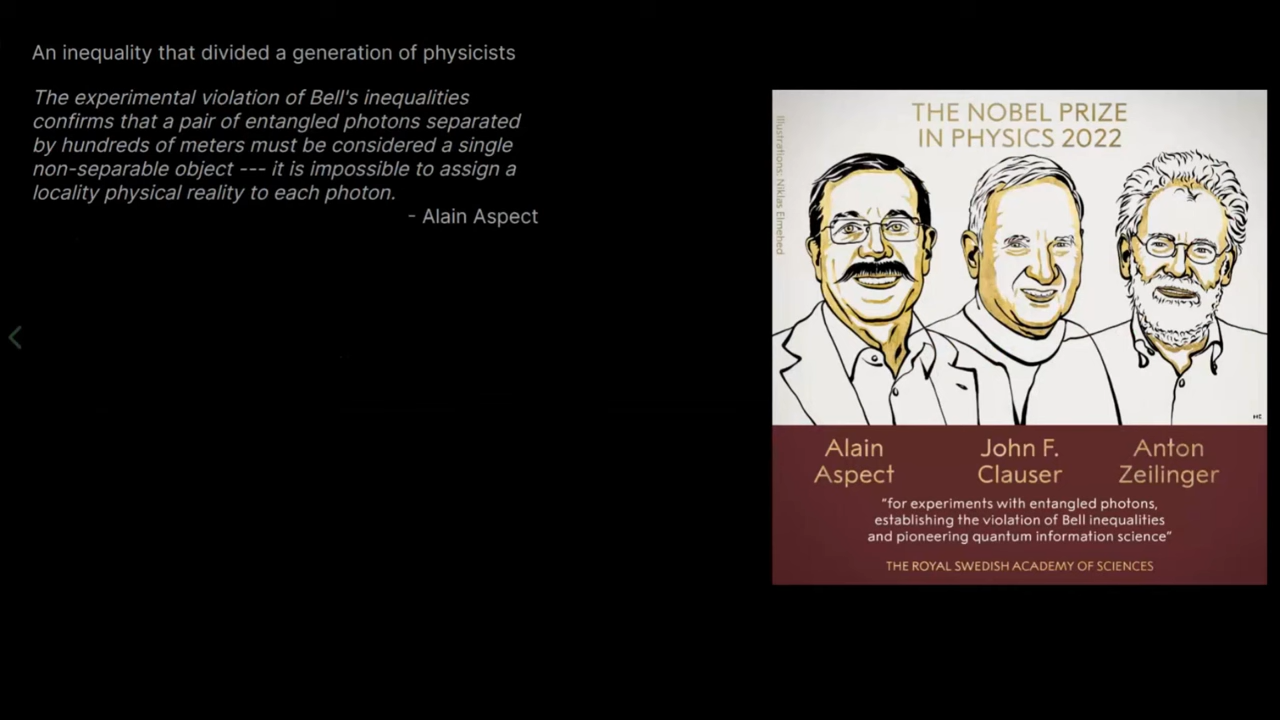 An inequality that divided a generation of physicists
The experimental violation of Bell's inequalities
confirms that a pair of entangled photons separated
by hundreds of meters must be considered a single
non-separable object --- it is impossible to assign a
locality physical reality to each photon.
- Alain Aspect
THE NOBEL PRIZE
IN PHYSICS 2022
Illustrations: Niklas Elmehed
Alain
Aspect
John F.
Clauser
Anton
Zeilinger
"for experiments with entangled photons,
establishing the violation of Bell inequalities
and pioneering quantum information science"
THE ROYAL SWEDISH ACADEMY OF SCIENCES